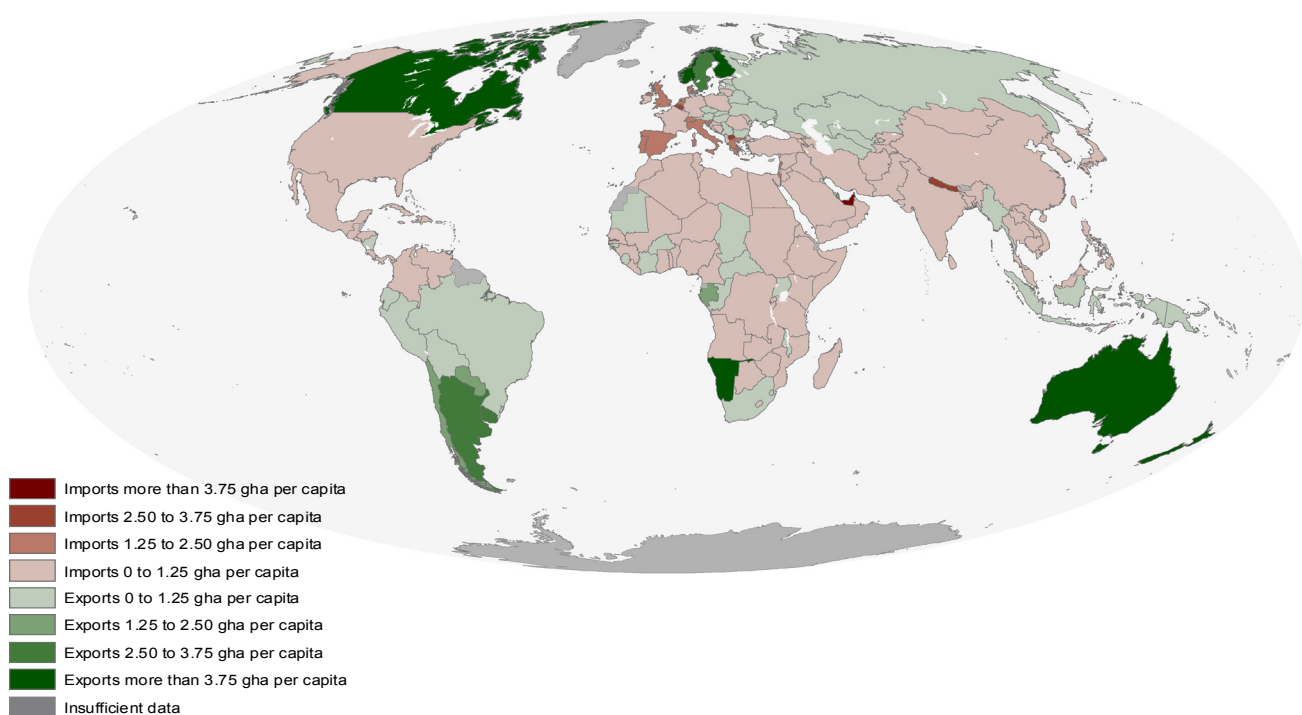 Imports more than 3.75 gha per capita
Imports 2.50 to 3.75 gha per capita
Imports 1.25 to 2.50 gha per capita
Imports 0 to 1.25 gha per capita
Exports 0 to 1.25 gha per capita
Exports 1.25 to 2.50 gha per capita
Exports 2.50 to 3.75 gha per capita
Exports more than 3.75 gha per capita
Insufficient data